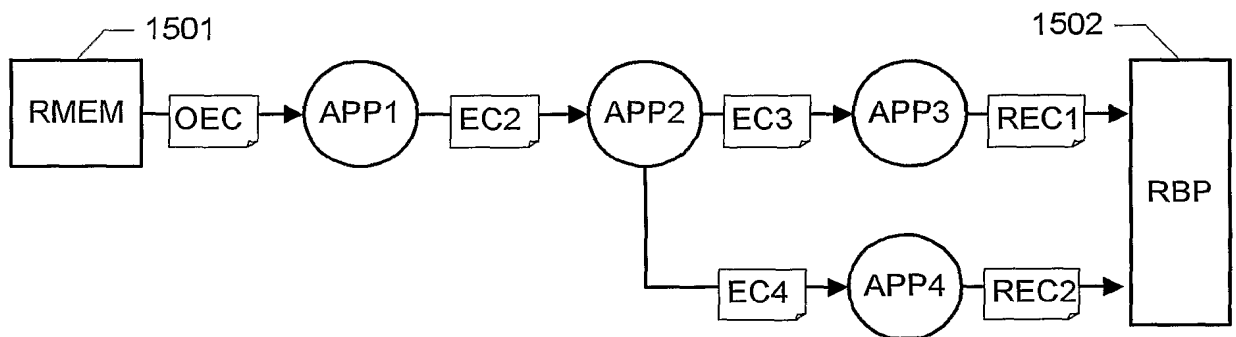 1501
1502
RMEM
OEC
APP1
EC2
APP2
EC3
APP3
REC1
RBP
EC4
APP4
REC2